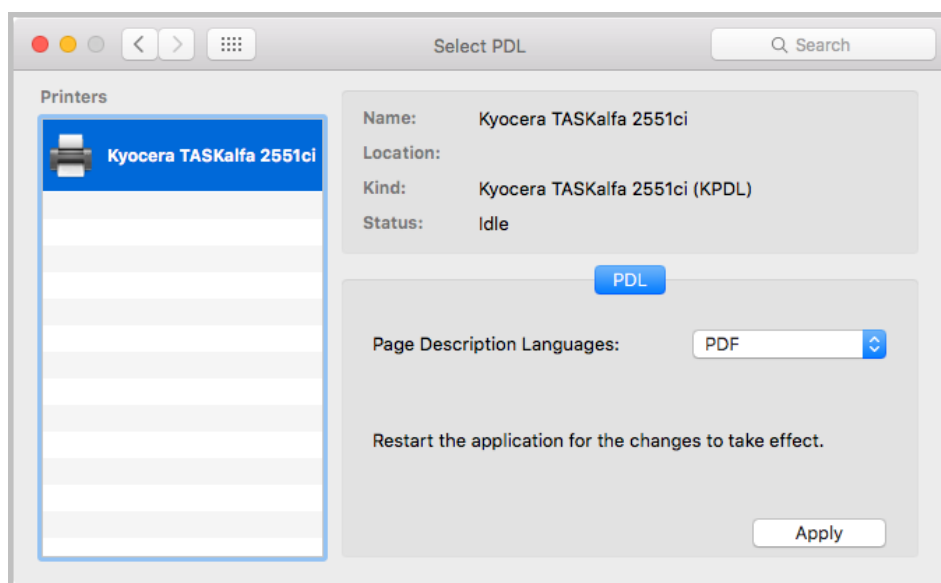 Select PDL
Search
Printers
Kyocera TASKalfa 2551ci
Name: Kyocera TASKalfa 2551ci
Location:
Kind: Kyocera TASKalfa 2551ci (KPDL)
Status: Idle
PDL
Page Description Languages: PDF
Restart the application for the changes to take effect.
Apply